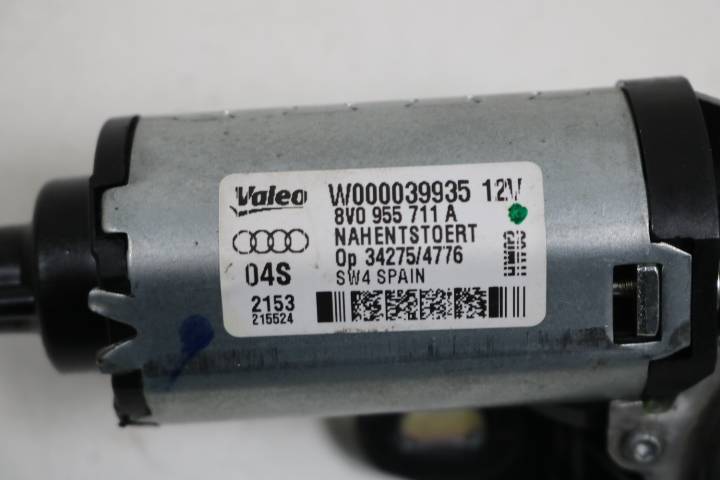 Valeo W000039935 12V
8V0 955 711 A
NAHENTSTOERT
Op 34275/4776
04S SW4 SPAIN
2153
215524